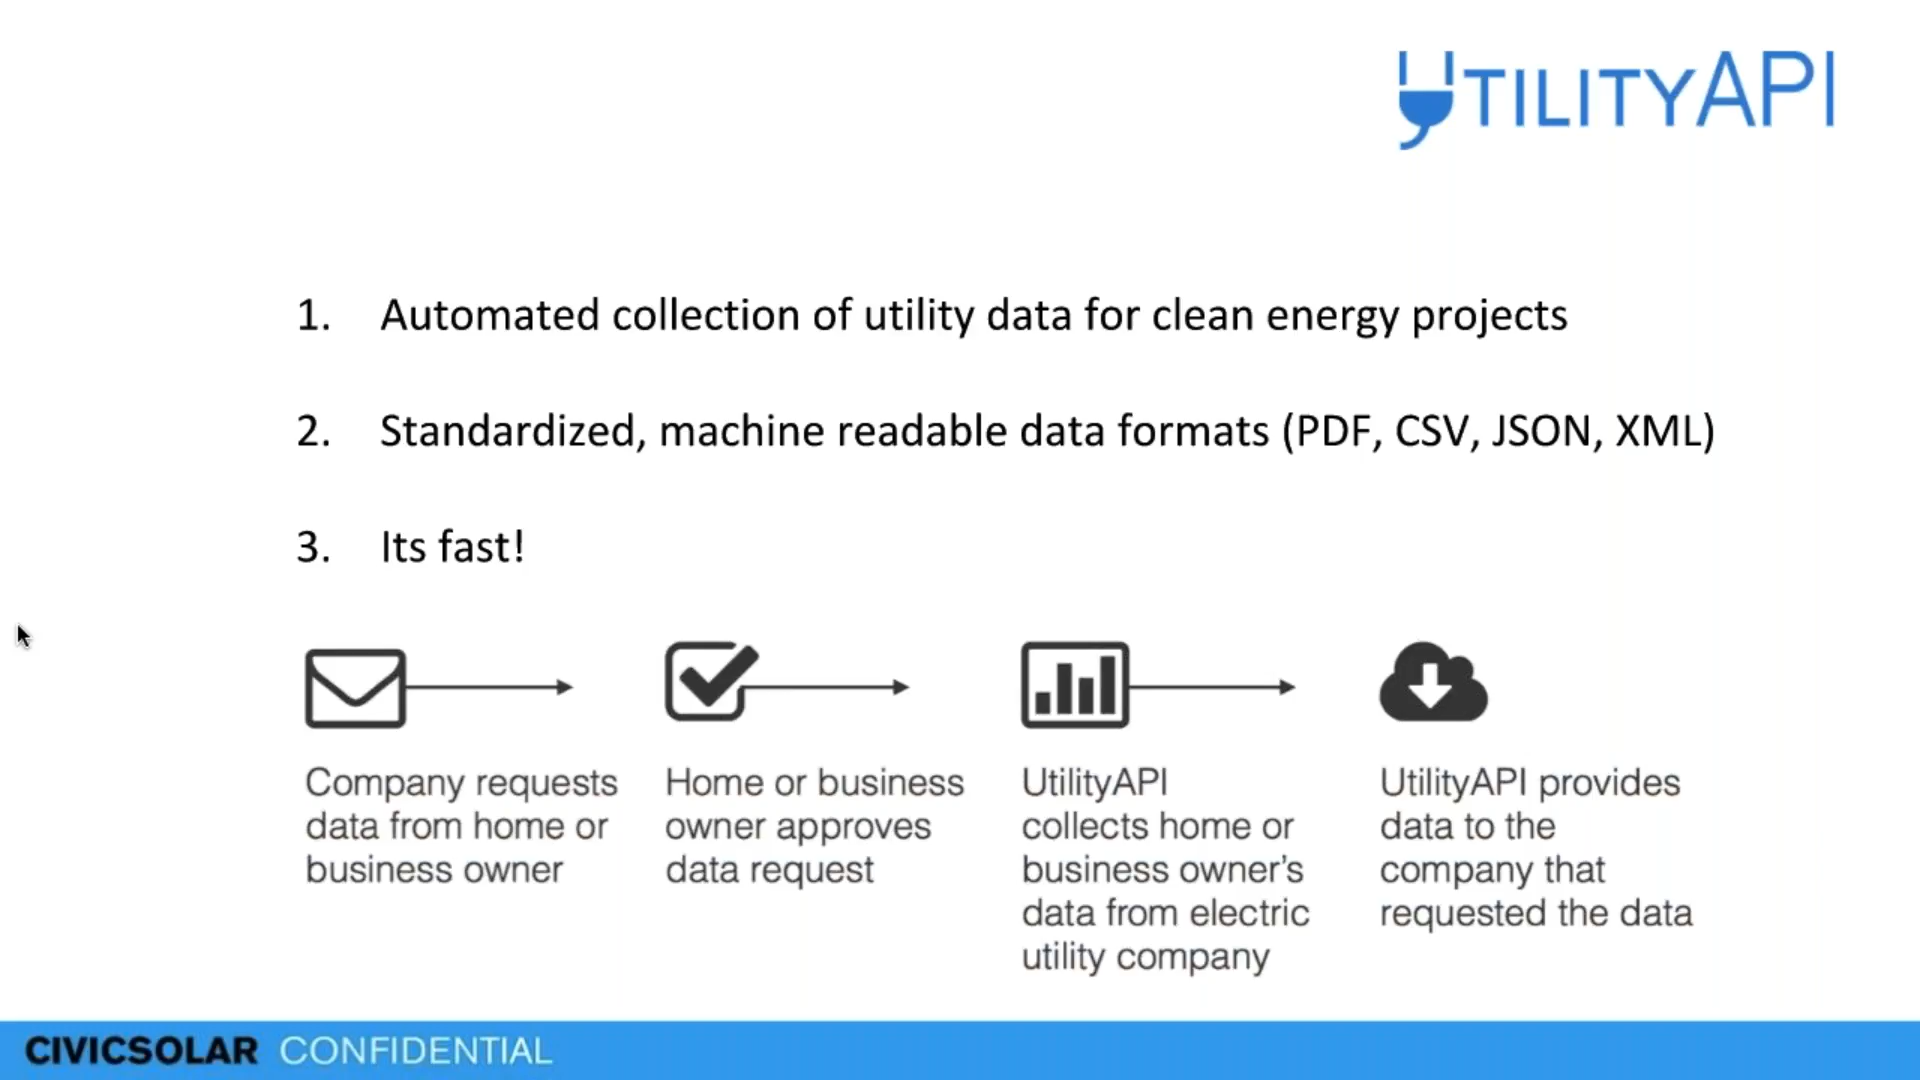 UTILITYAPI
1. Automated collection of utility data for clean energy projects
2. Standardized, machine readable data formats (PDF, CSV, JSON, XML)
3. Its fast!
Company requests
data from home or
business owner
Home or business
owner approves
data request
UtilityAPI
collects home or
business owner's
data from electric
utility company
UtilityAPI provides
data to the
company that
requested the data
CIVICSOLAR CONFIDENTIAL